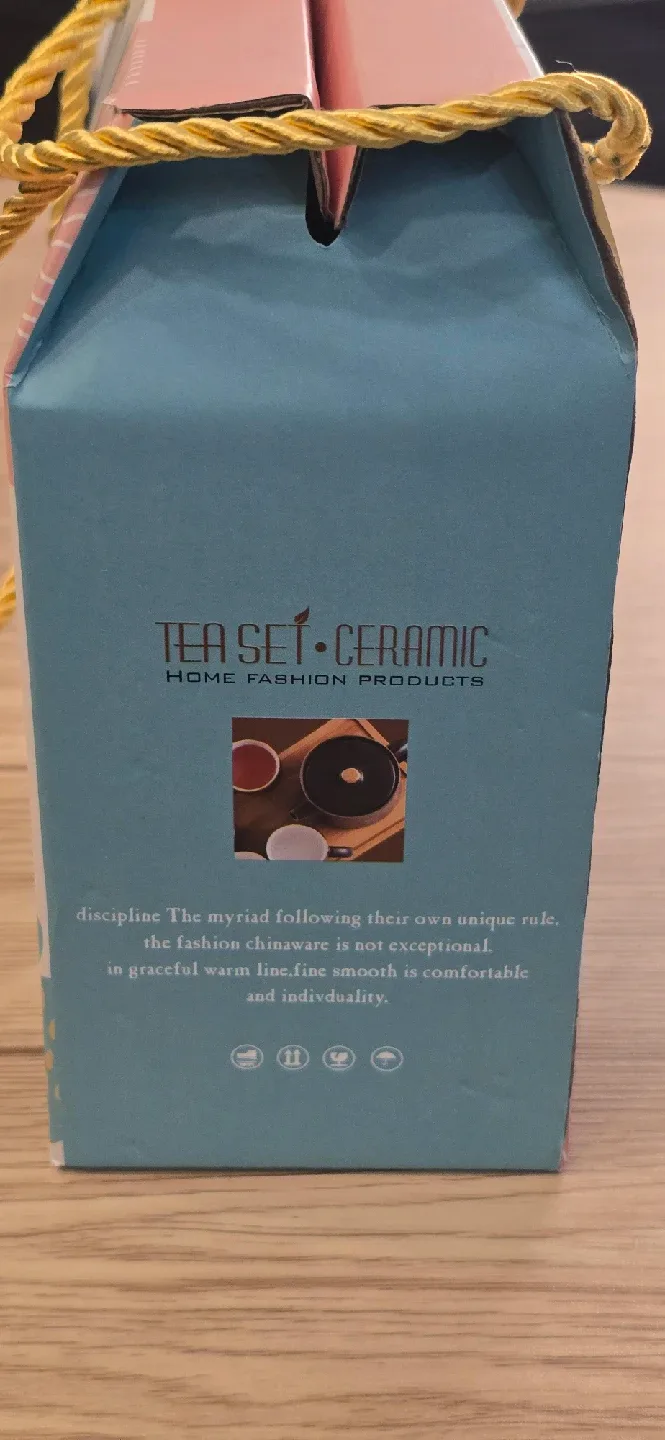 TEA SET·CERAMIC
HOME FASHION PRODUCTS
discipline The myriad following their own unique rule,
the fashion chinaware is not exceptional,
in graceful warm line,fine smooth is comfortable
and indivduality.